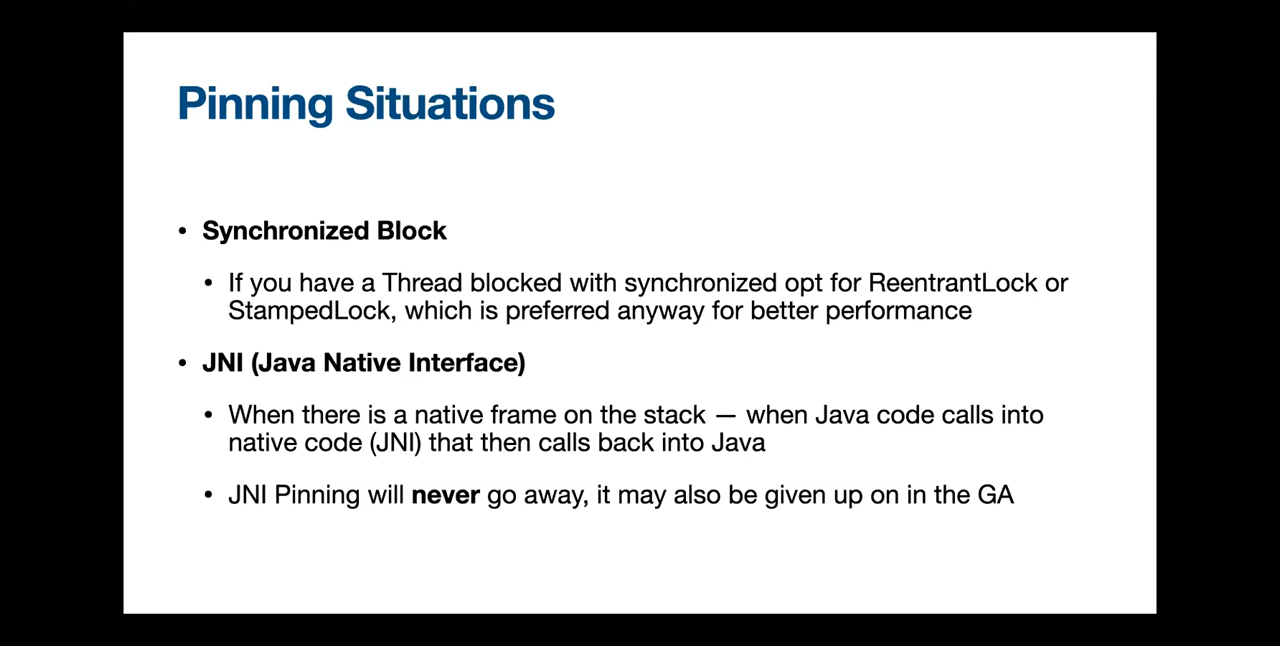 Pinning Situations
• Synchronized Block
• If you have a Thread blocked with synchronized opt for ReentrantLock or
StampedLock, which is preferred anyway for better performance
• JNI (Java Native Interface)
• When there is a native frame on the stack — when Java code calls into
native code (JNI) that then calls back into Java
• JNI Pinning will never go away, it may also be given up on in the GA